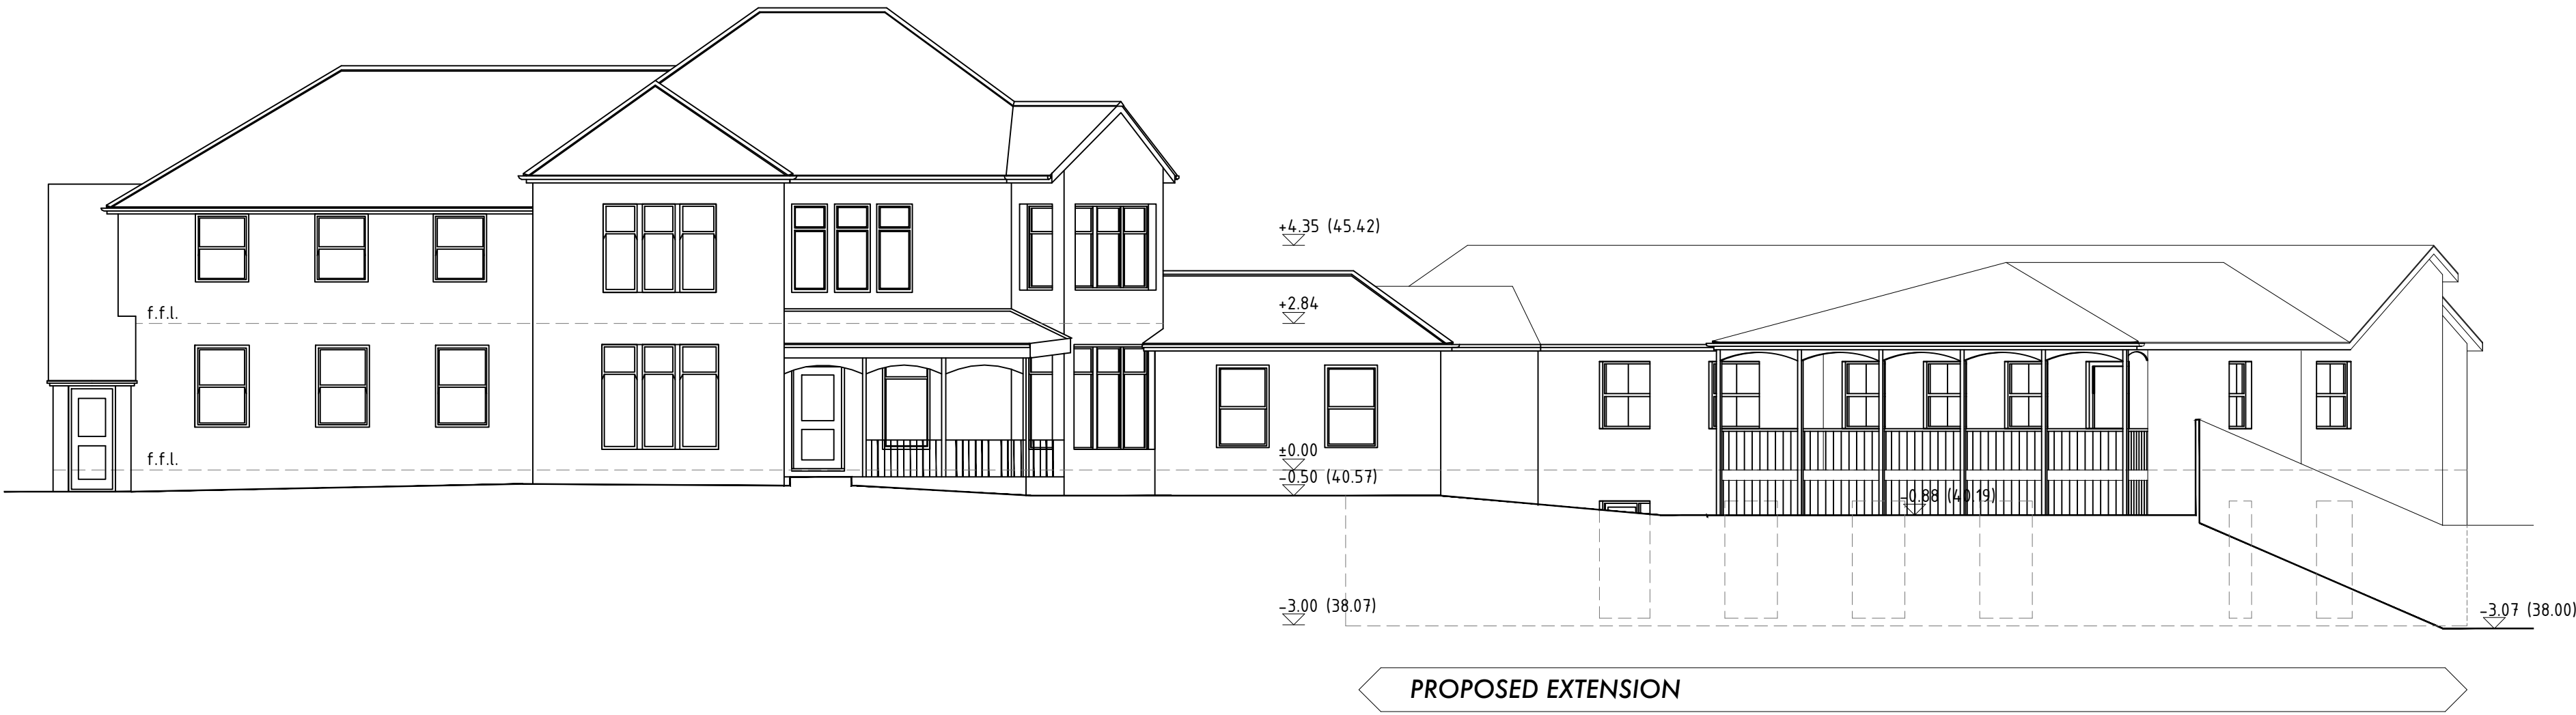 +4.35 (45.42)
+2.84
f.f.l.
±0.00
f.f.l.
-0.50 (40.57)
-0.88 (40.19)
-3.00 (38.07)
-3.07 (38.00)
PROPOSED EXTENSION